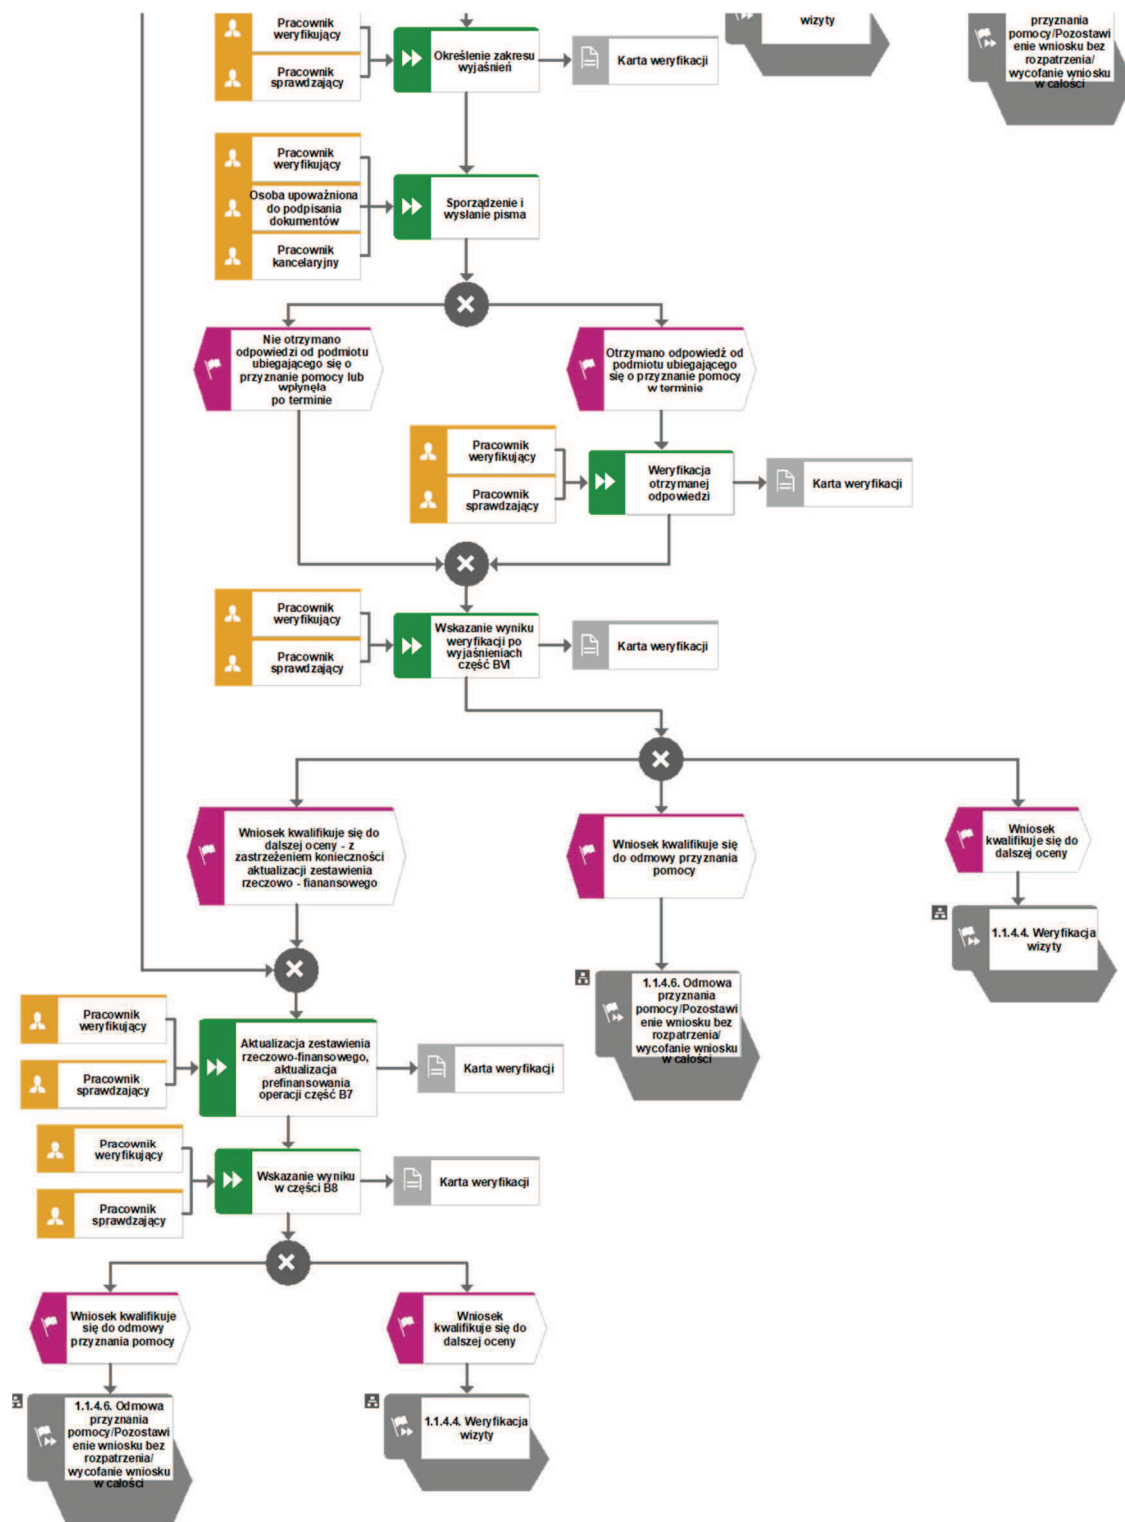 Pracownik
weryfikujący
Pracownik
sprawdzający
Określenie zakresu
wyjaśnień
Karta weryfikacji
wizyty
przyznania
pomocy/Pozostawi
enie wniosku bez
rozpatrzenia/
wycofanie wniosku
w całości
Pracownik
weryfikujący
Osoba upoważniona
do podpisania
dokumentów
Pracownik
kancelaryjny
Sporządzenie i
wysłanie pisma
Nie otrzymano
odpowiedzi od podmiotu
ubiegającego się o
przyznanie pomocy lub
wpłynęła
po terminie
Otrzymano odpowiedź od
podmiotu ubiegającego
się o przyznanie pomocy
w terminie
Pracownik
weryfikujący
Pracownik
sprawdzający
Weryfikacja
otrzymanej
odpowiedzi
Karta weryfikacji
Pracownik
weryfikujący
Pracownik
sprawdzający
Wskazanie wyniku
weryfikacji po
wyjaśnieniach
część BVI
Karta weryfikacji
Wniosek kwalifikuje się do
dalszej oceny - z
zastrzeżeniem konieczności
aktualizacji zestawienia
rzeczowo - fianansowego
Wniosek kwalifikuje się
do odmowy przyznania
pomocy
Wniosek
kwalifikuje się do
dalszej oceny
1.1.4.4. Weryfikacja
wizyty
1.1.4.6. Odmowa
przyznania
pomocy/Pozostawi
enie wniosku bez
rozpatrzenia/
wycofanie wniosku
w całości
Pracownik
weryfikujący
Pracownik
sprawdzający
Aktualizacja zestawienia
rzeczowo-finansowego,
aktualizacja
prefinansowania
operacji część B7
Karta weryfikacji
Pracownik
weryfikujący
Pracownik
sprawdzający
Wskazanie wyniku
w części B8
Karta weryfikacji
Wniosek kwalifikuje
się do odmowy
przyznania pomocy
Wniosek
kwalifikuje się do
dalszej oceny
1.1.4.6. Odmowa
przyznania
pomocy/Pozostawi
enie wniosku bez
rozpatrzenia/
wycofanie wniosku
w całości
1.1.4.4. Weryfikacja
wizyty